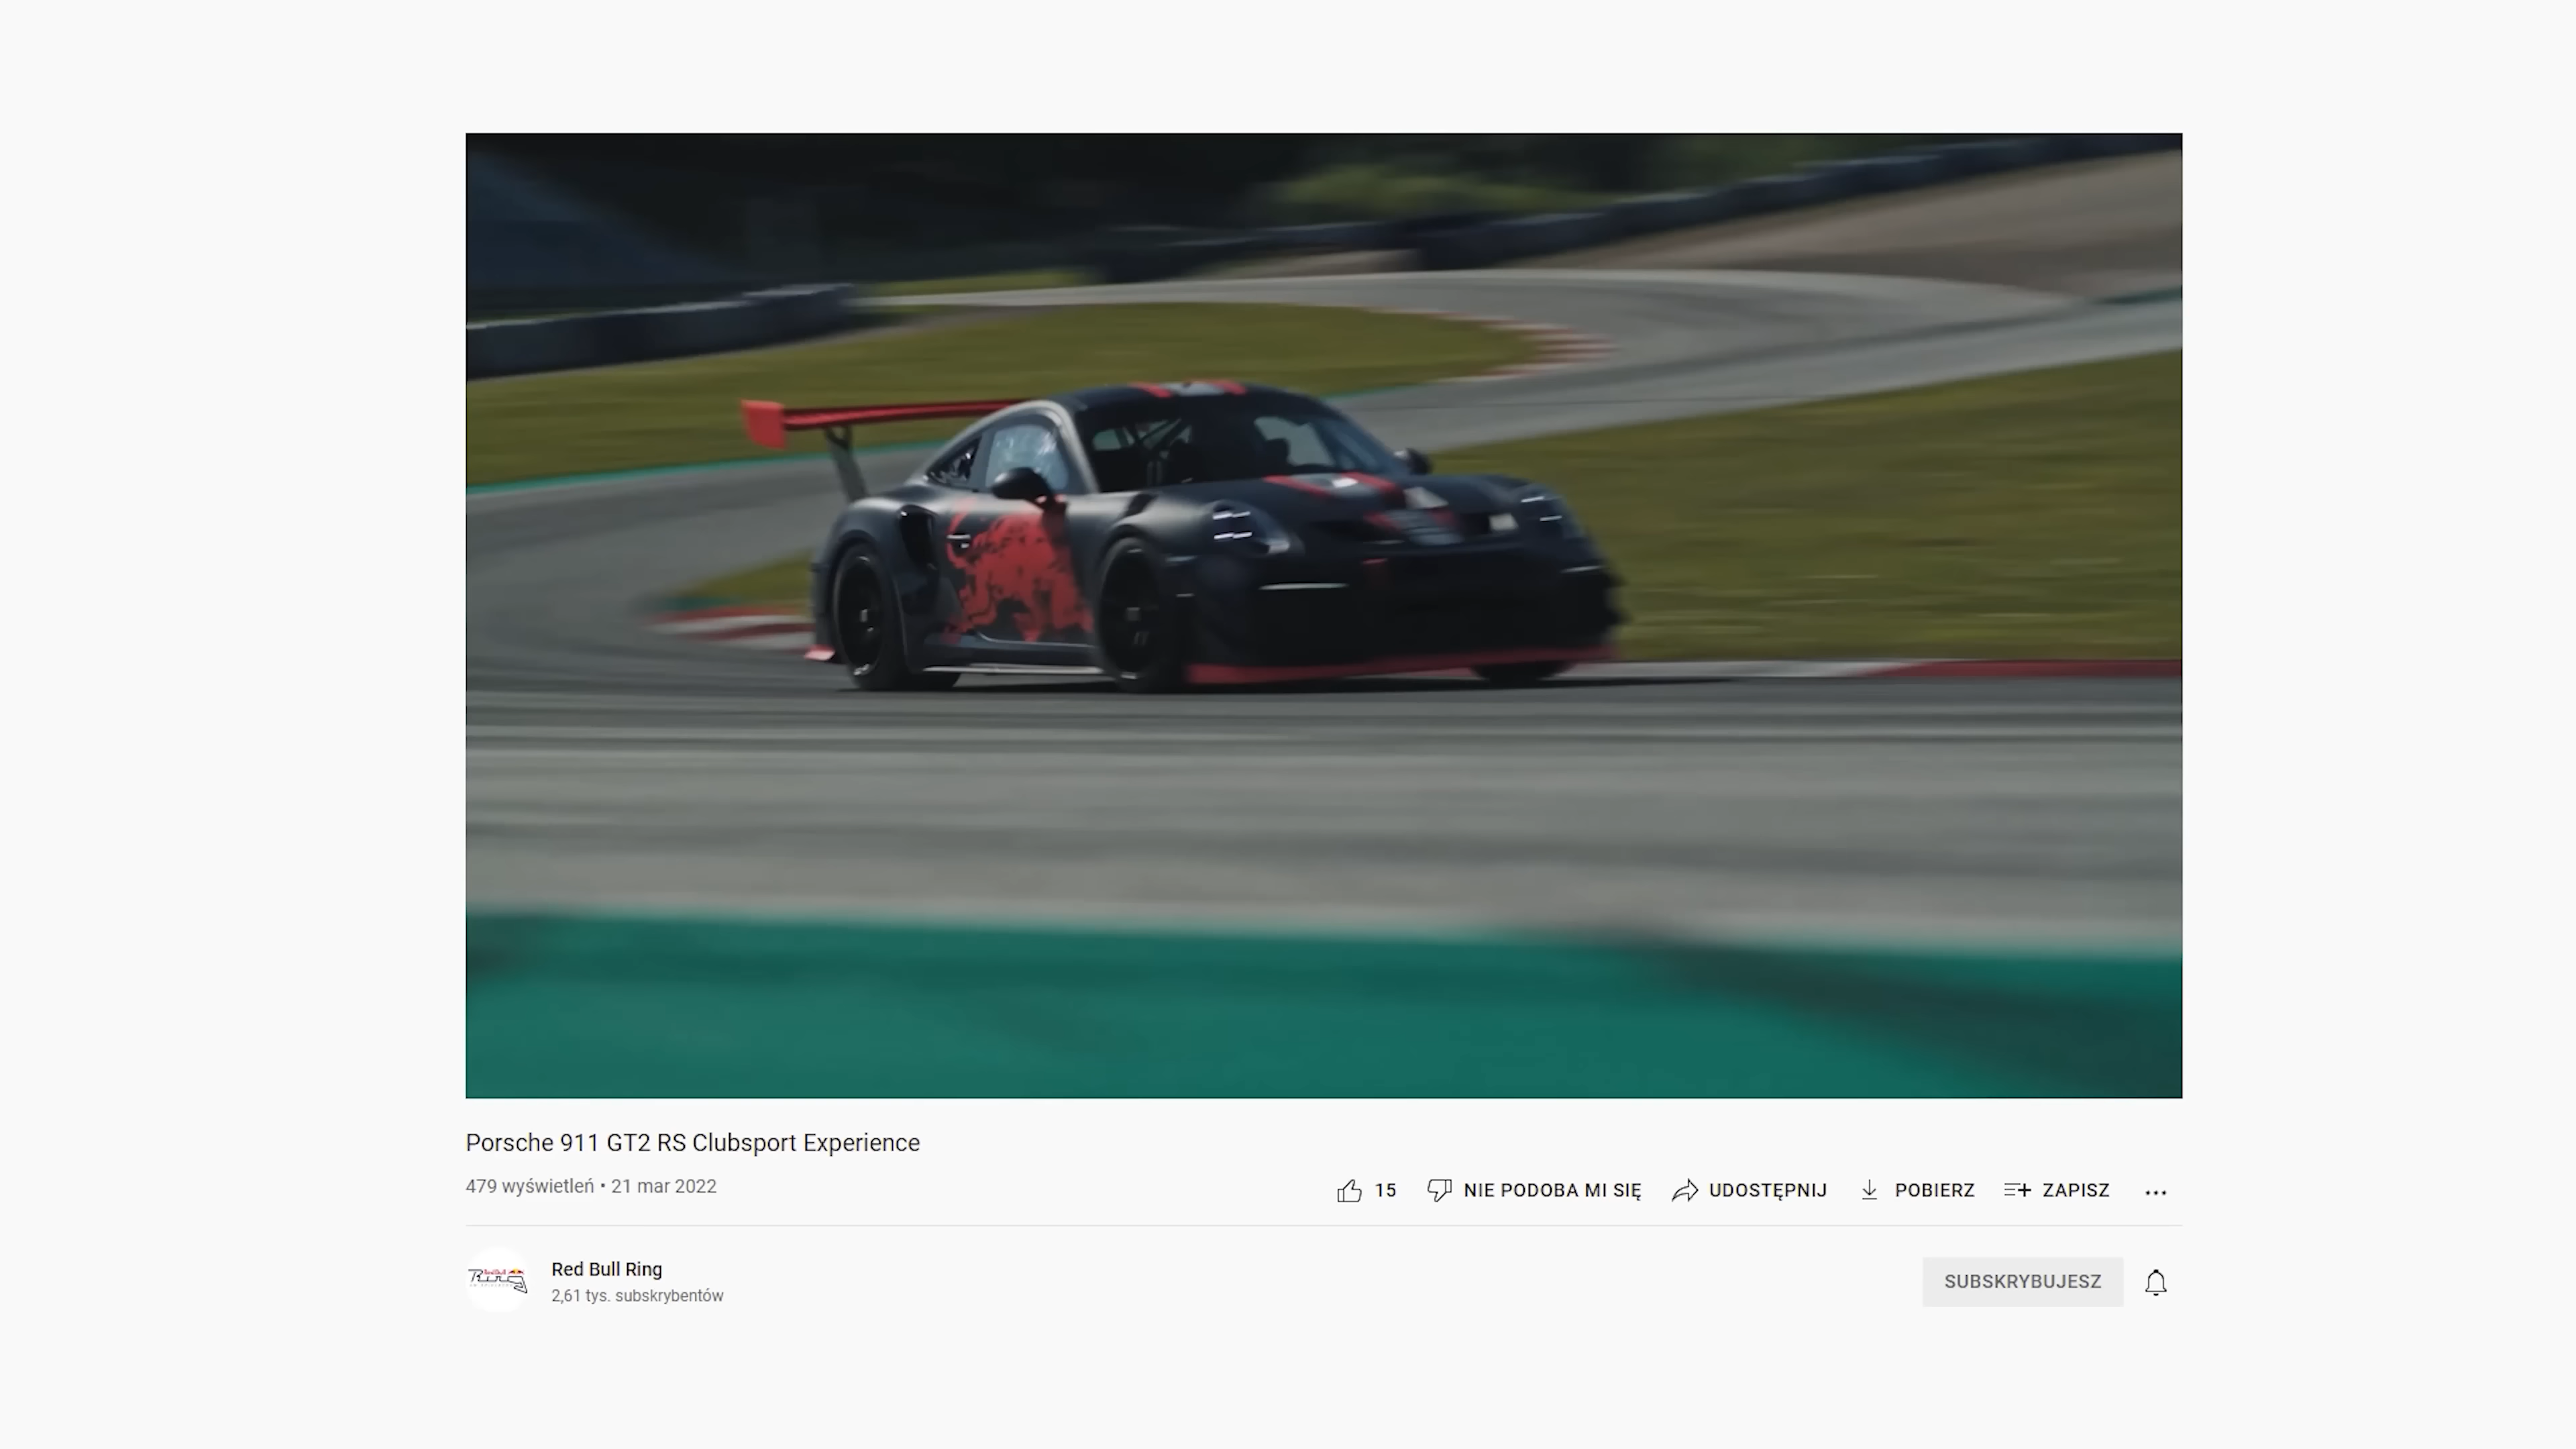 Porsche 911 GT2 RS Clubsport Experience
479 wyświetleń • 21 mar 2022
15 NIE PODOBA MI SIĘ UDOSTĘPNIJ POBIERZ ZAPISZ
Red Bull Ring
2,61 tys. subskrybentów
SUBSKRYBUJESZ